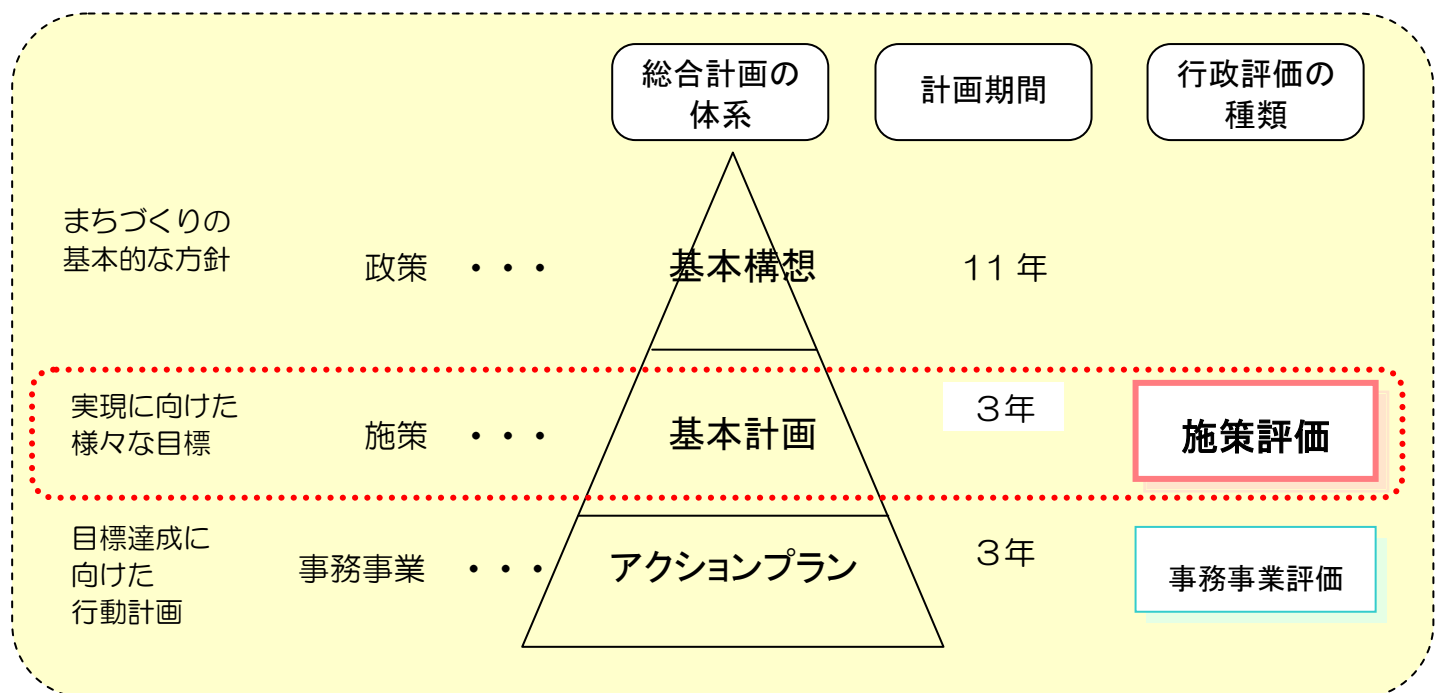 総合計画の
体系
計画期間
行政評価の
種類
まちづくりの
基本的な方針
政策 ・・・ 基本構想 11年
実現に向けた
様々な目標
施策 ・・・ 基本計画 3年 施策評価
目標達成に
向けた
行動計画
事務事業 ・・・ アクションプラン 3年 事務事業評価